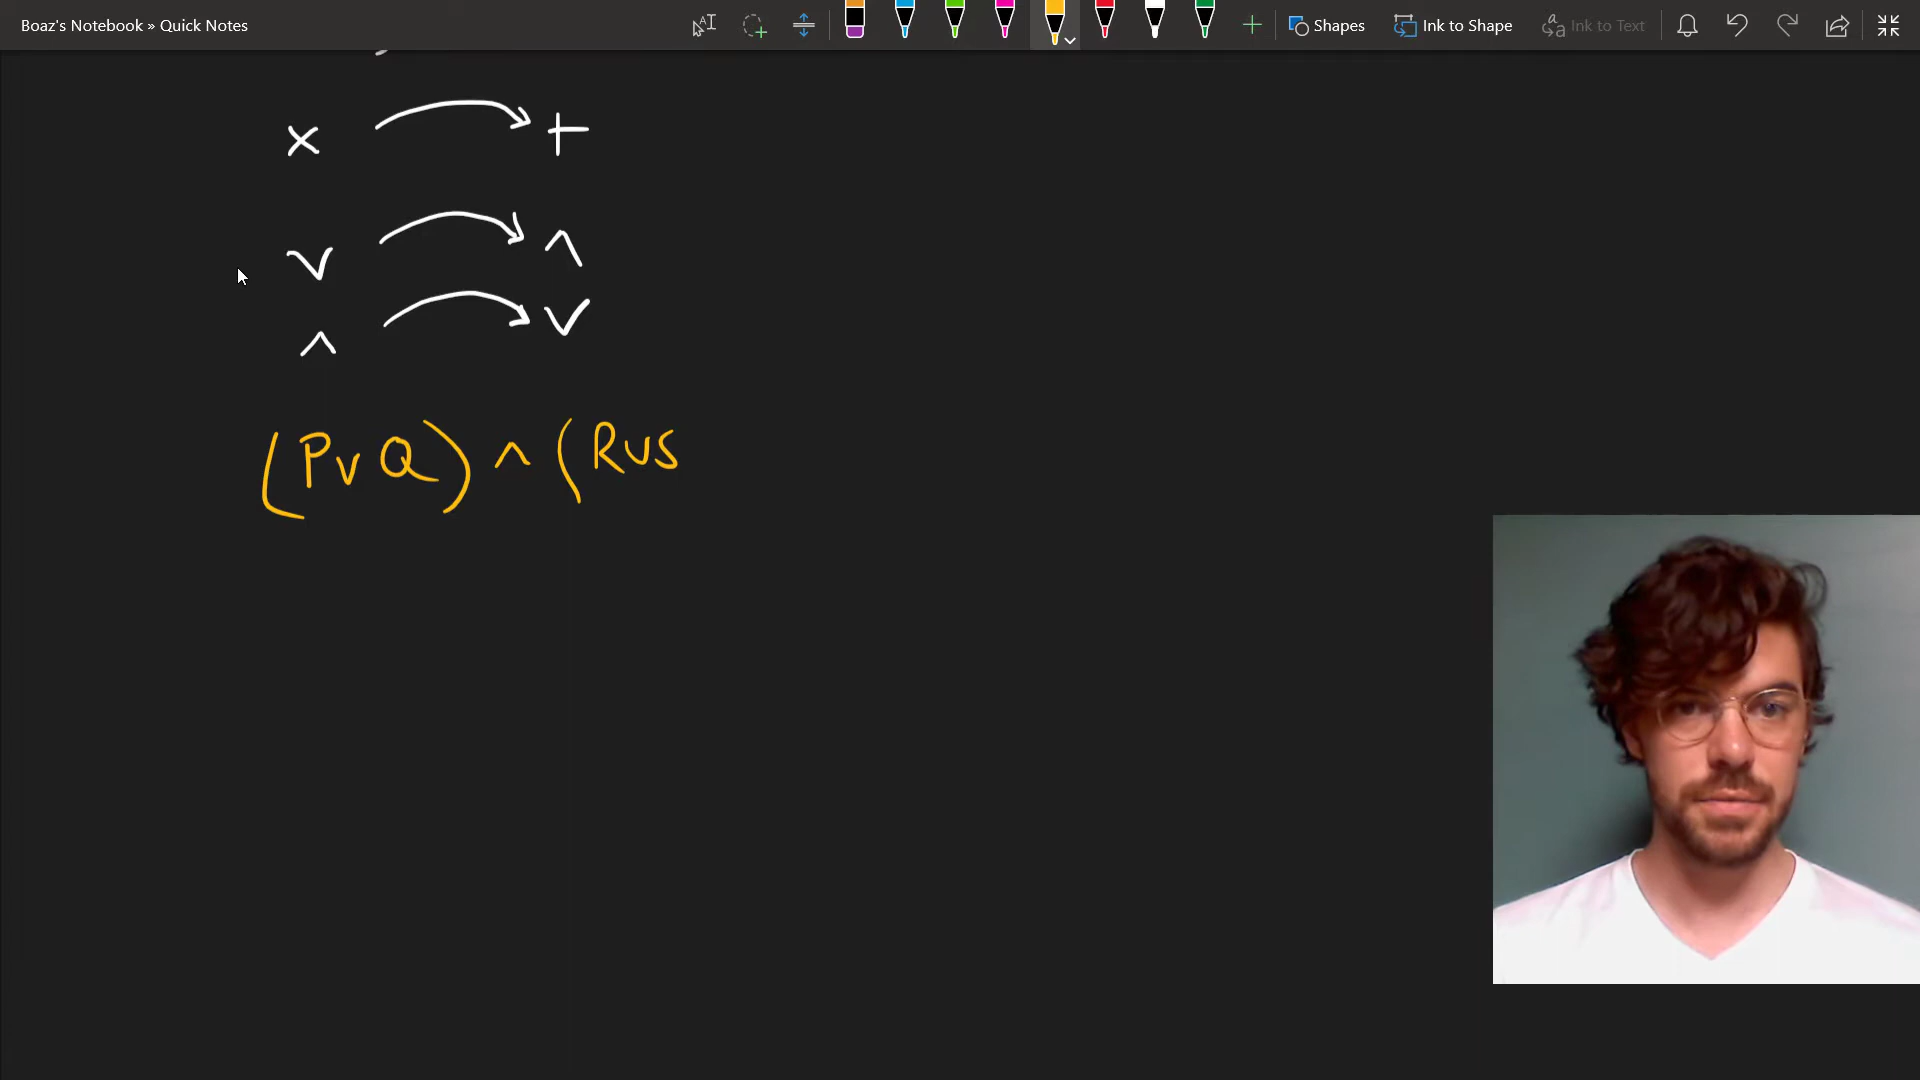 Boaz's Notebook » Quick Notes
Shapes
Ink to Shape
Ink to Text
x → +
∨ → ∧
∧ → ∨
(P∨Q) ∧ (R∨S